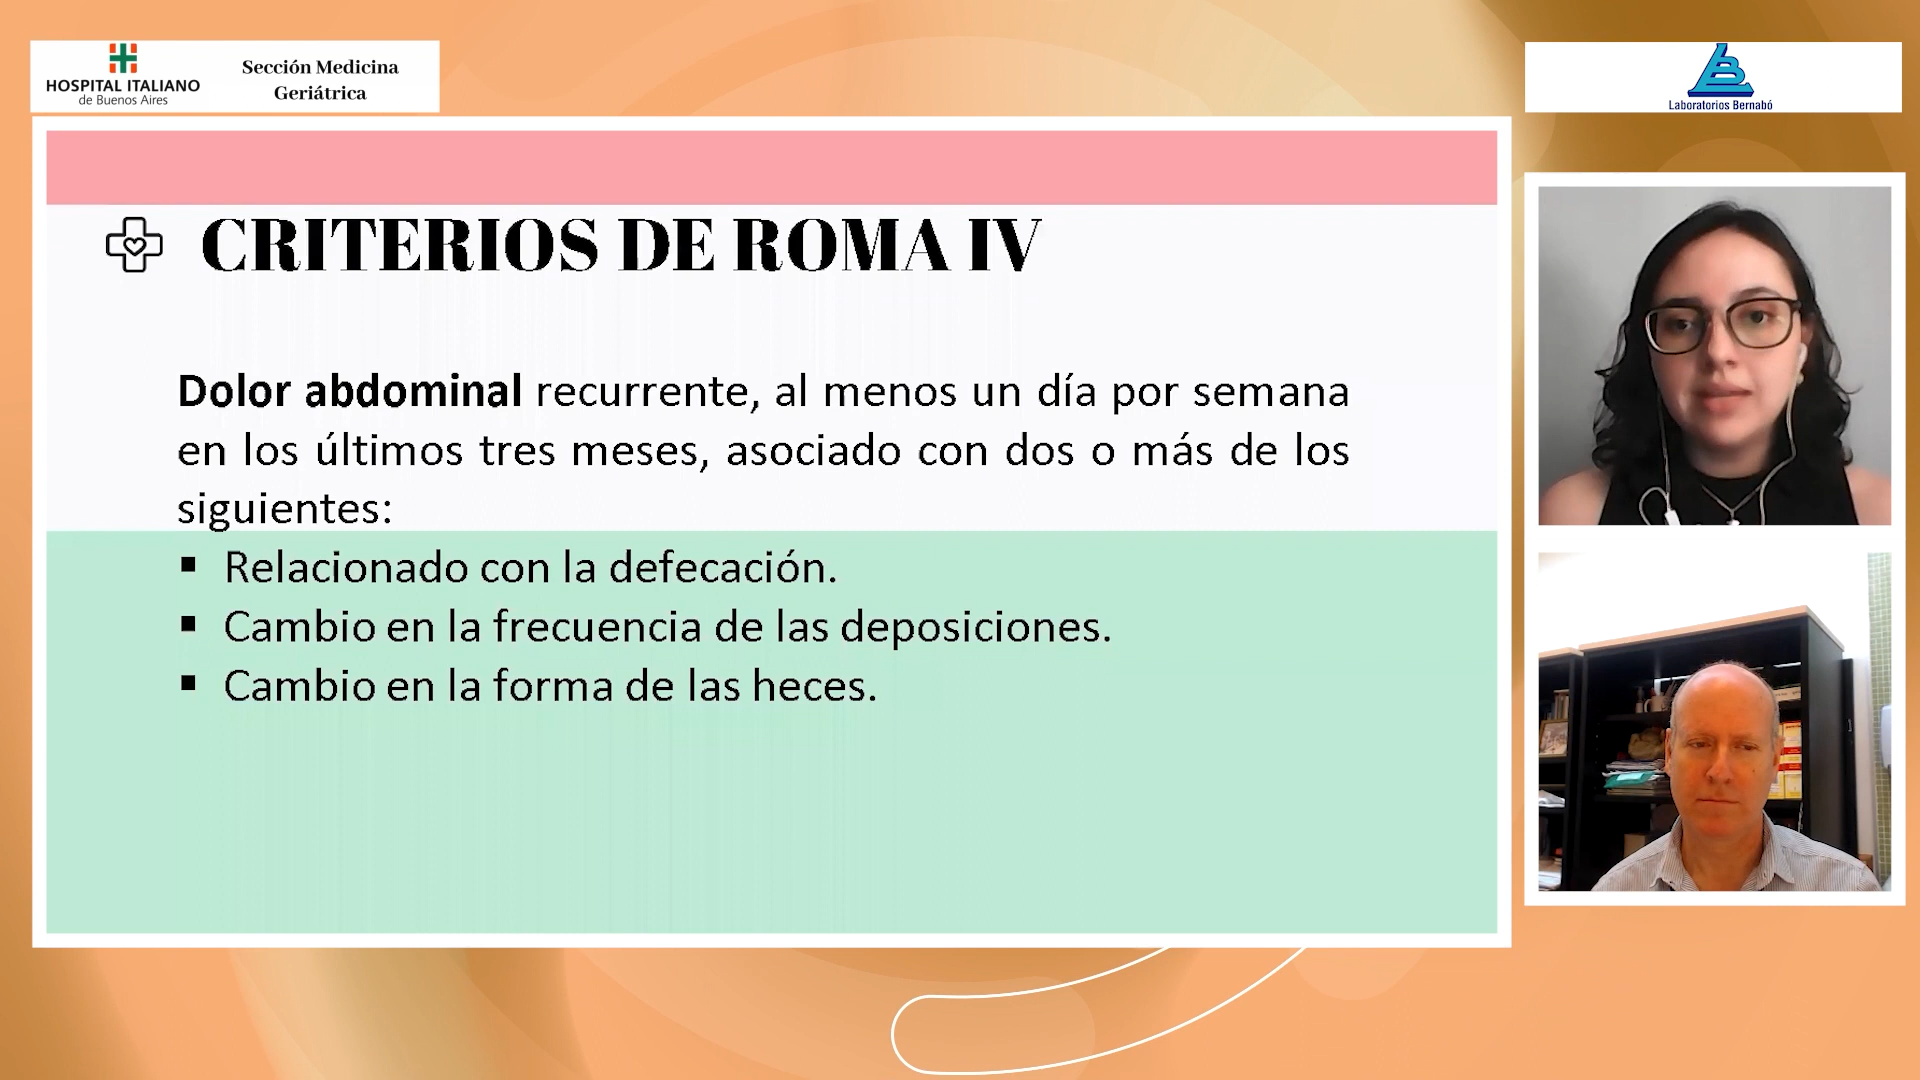 HOSPITAL ITALIANO
de Buenos Aires
Sección Medicina
Geriátrica
Laboratorios Bernabó
CRITERIOS DE ROMA IV
Dolor abdominal recurrente, al menos un día por semana
en los últimos tres meses, asociado con dos o más de los
siguientes:
▪ Relacionado con la defecación.
▪ Cambio en la frecuencia de las deposiciones.
▪ Cambio en la forma de las heces.